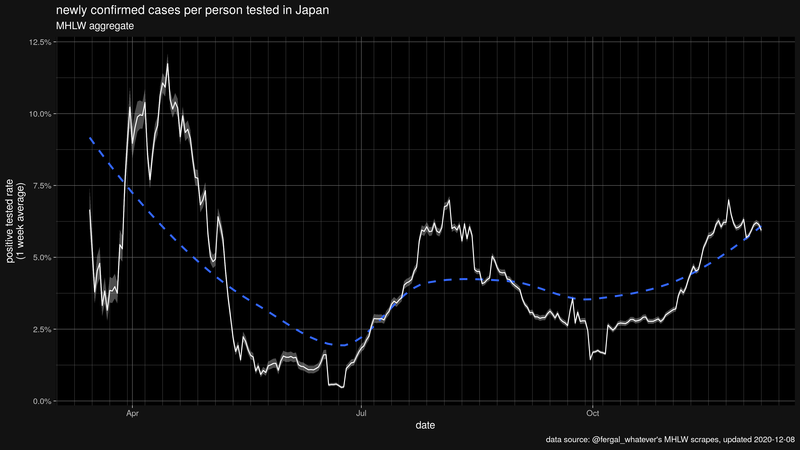 newly confirmed cases per person tested in Japan
MHLW aggregate
12.5%
10.0%
7.5%
5.0%
2.5%
0.0%
positive tested rate
(1 week average)
Apr
Jul
Oct
date
data source: @fergal_whatever's MHLW scrapes, updated 2020-12-08